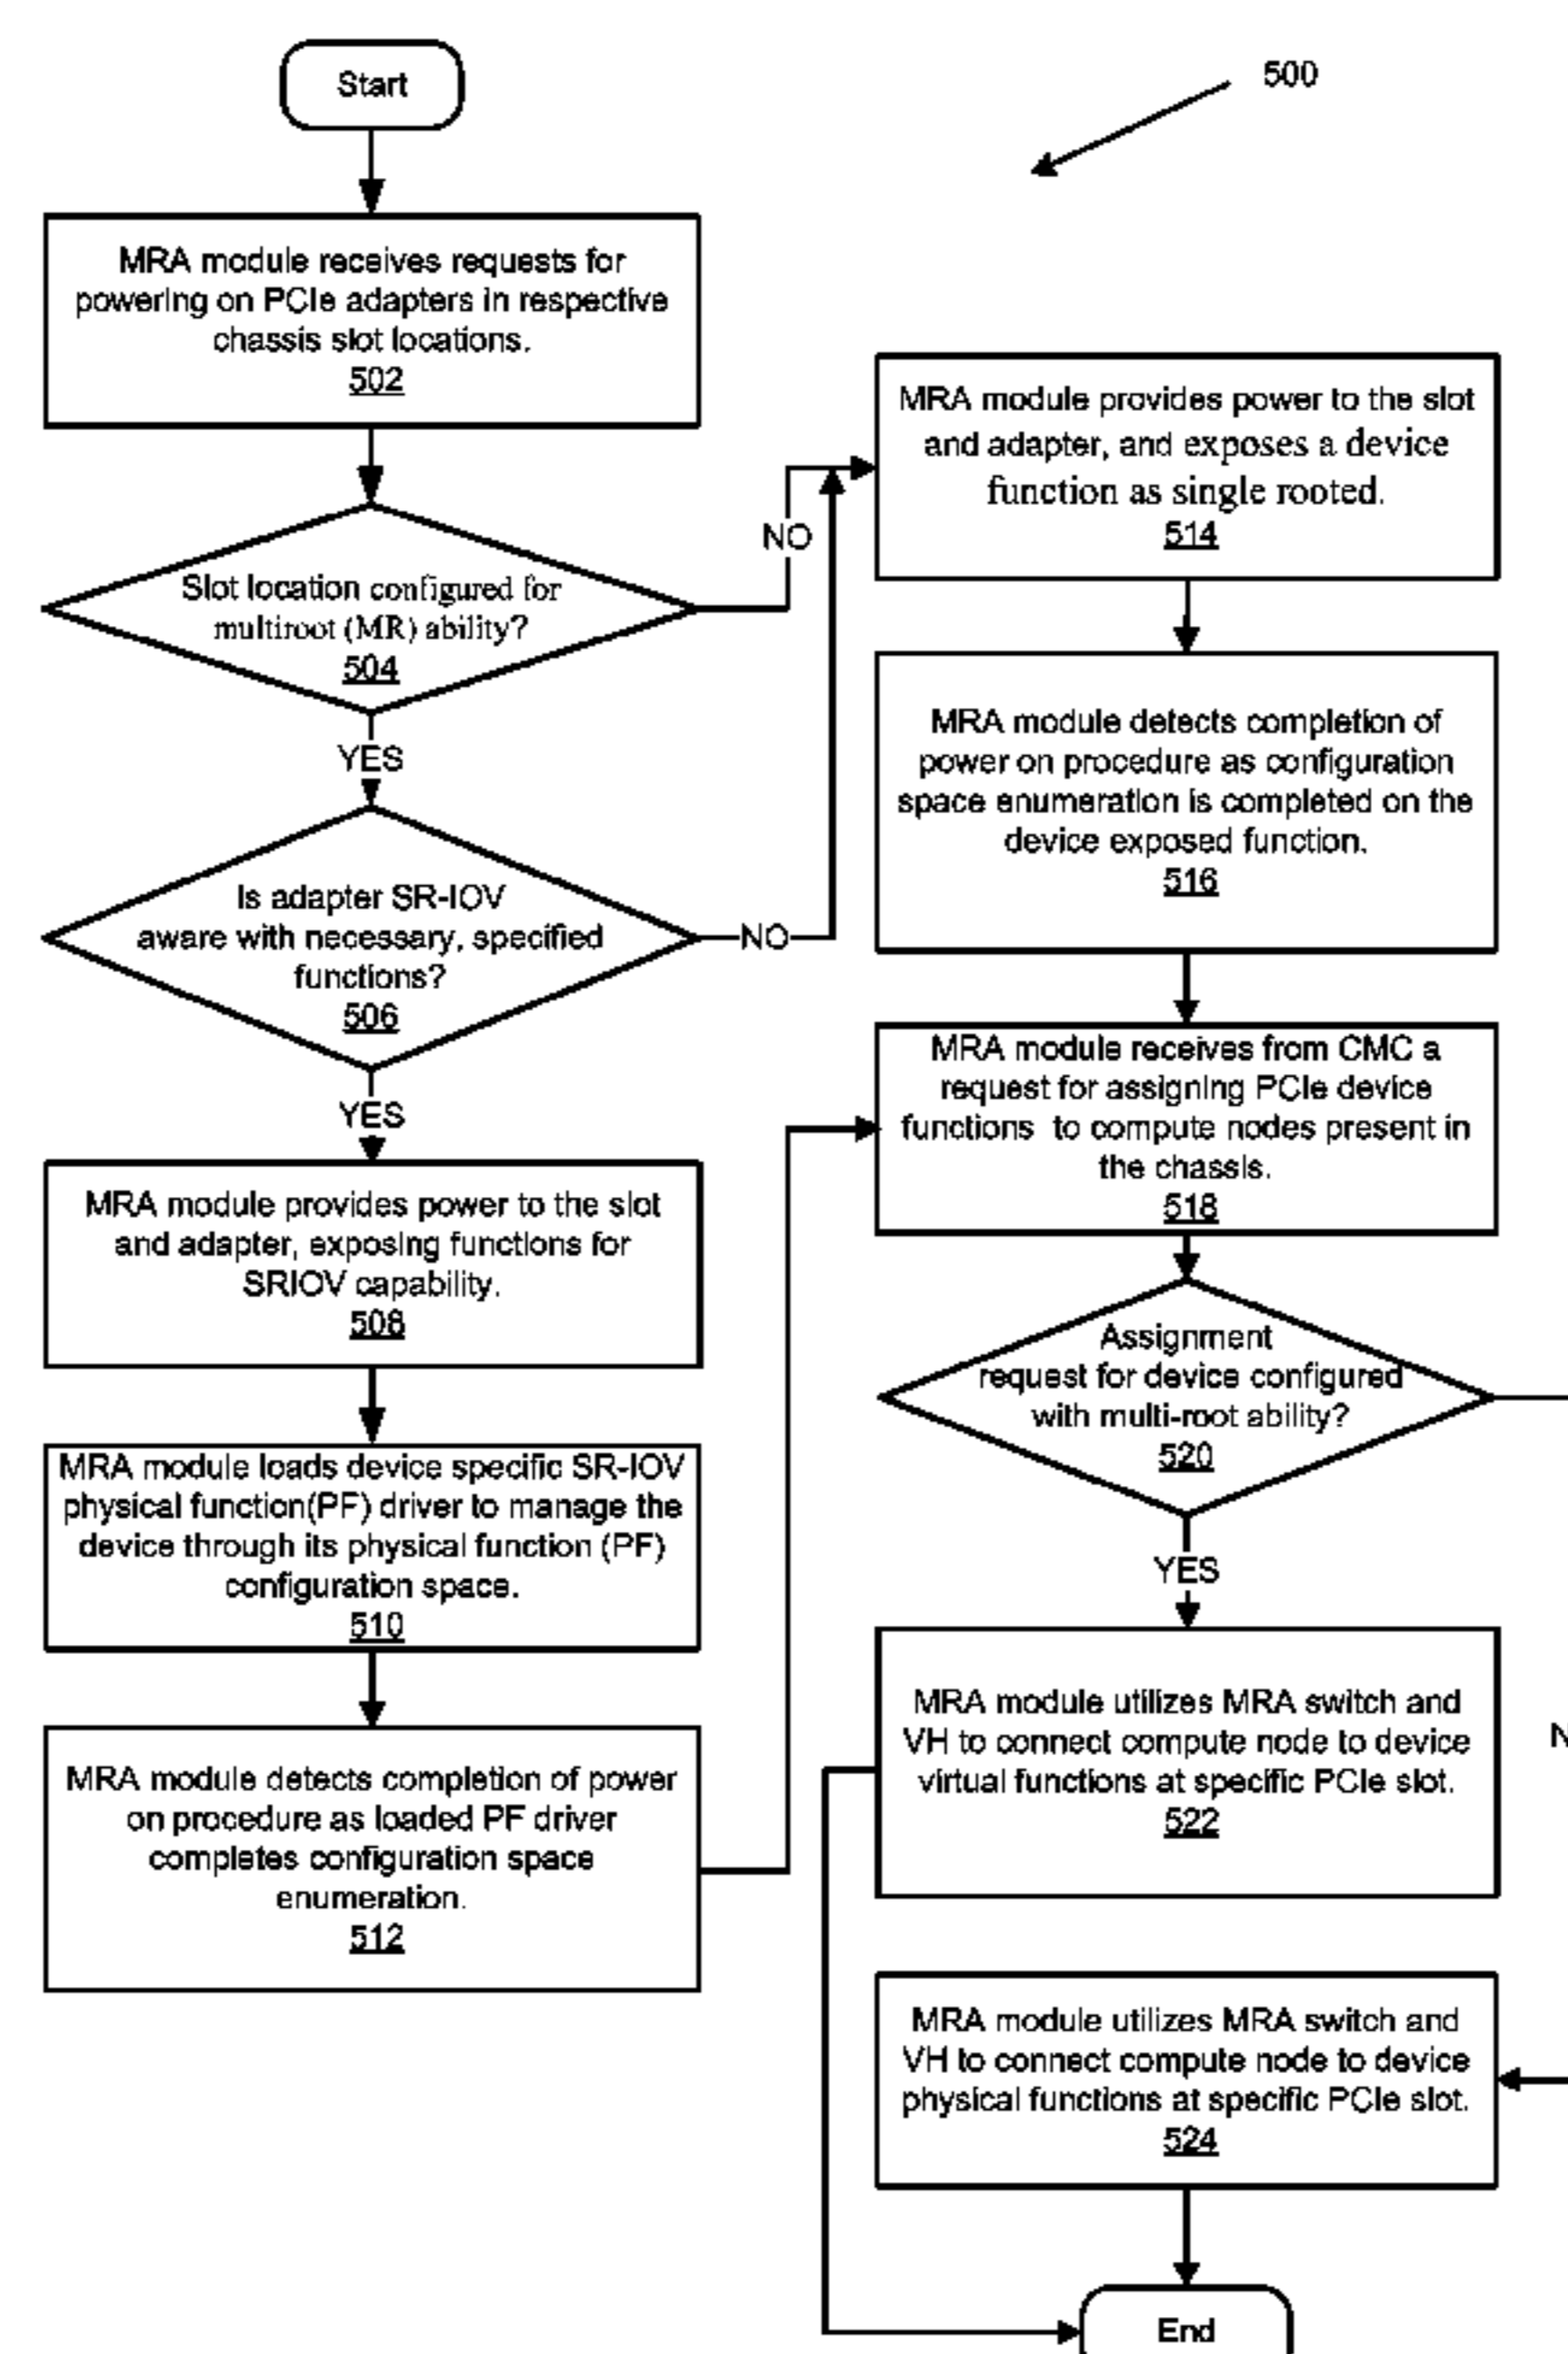 Start
500
MRA module receives requests for
powering on PCIe adapters in respective
chassis slot locations.
502
Slot location configured for
multiroot (MR) ability?
504
NO
YES
Is adapter SR-IOV
aware with necessary, specified
functions?
506
NO
YES
MRA module provides power to the slot
and adapter, exposing functions for
SRIOV capability.
508
MRA module loads device specific SR-IOV
physical function(PF) driver to manage the
device through its physical function (PF)
configuration space.
510
MRA module detects completion of power
on procedure as loaded PF driver
completes configuration space
enumeration.
512
MRA module provides power to the slot
and adapter, and exposes a device
function as single rooted.
514
MRA module detects completion of
power on procedure as configuration
space enumeration is completed on the
device exposed function.
516
MRA module receives from CMC a
request for assigning PCIe device
functions to compute nodes present in
the chassis.
518
Assignment
request for device configured
with multi-root ability?
520
YES
MRA module utilizes MRA switch and
VH to connect compute node to device
virtual functions at specific PCIe slot.
522
MRA module utilizes MRA switch and
VH to connect compute node to device
physical functions at specific PCIe slot.
524
End